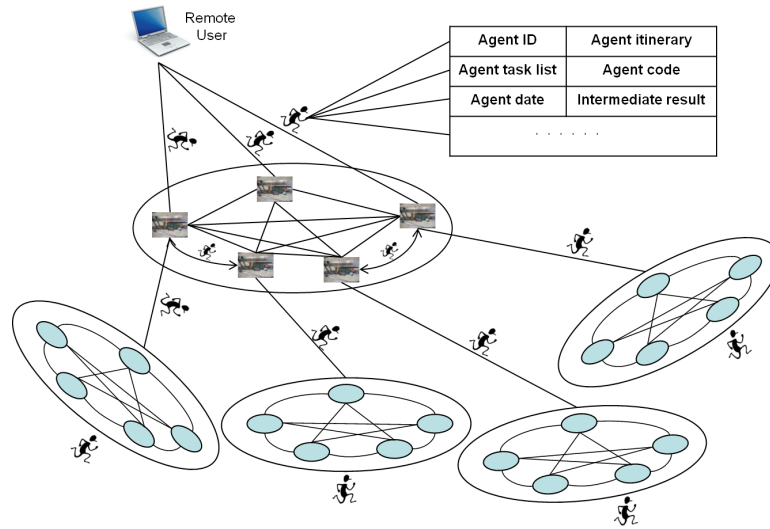 Remote
User
Agent ID
Agent itinerary
Agent task list
Agent code
Agent date
Intermediate result
. . . . . .